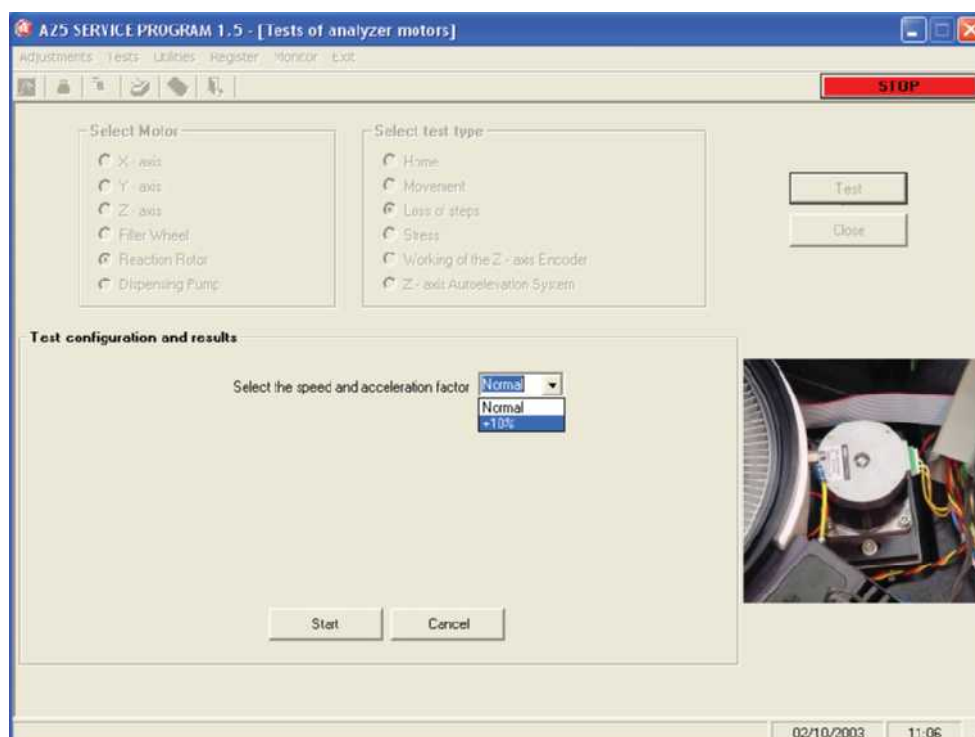 A25 SERVICE PROGRAM 1.5 - [Tests of analyzer motors]
Adjustments Tests Utilities Register Monitor Exit
STOP
Select Motor
Select test type
X - axis
Home
Y - axis
Movement
Test
Z - axis
Loss of steps
Filter Wheel
Stress
Close
Reaction Rotor
Working of the Z - axis Encoder
Dispensing Pump
Z - axis Autoelevation System
Test configuration and results
Select the speed and acceleration factor Normal
Normal
+10%
Start Cancel
02/10/2003 11:06